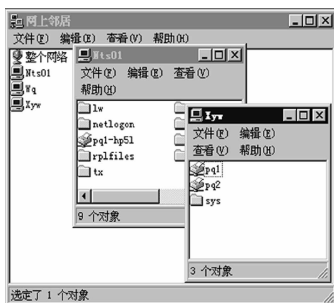 网上邻居
文件(F) 编辑(E) 查看(V) 帮助(H)
整个网络
Nts01
Wq
Xyw
Nts01
文件(F) 编辑(E) 查看(V)
帮助(H)
lw
netlogon
pq1-hp5l
rplfiles
tx
9 个对象
Xyw
文件(F) 编辑(E)
查看(V) 帮助(H)
pq1
pq2
sys
3 个对象
选定了 1 个对象